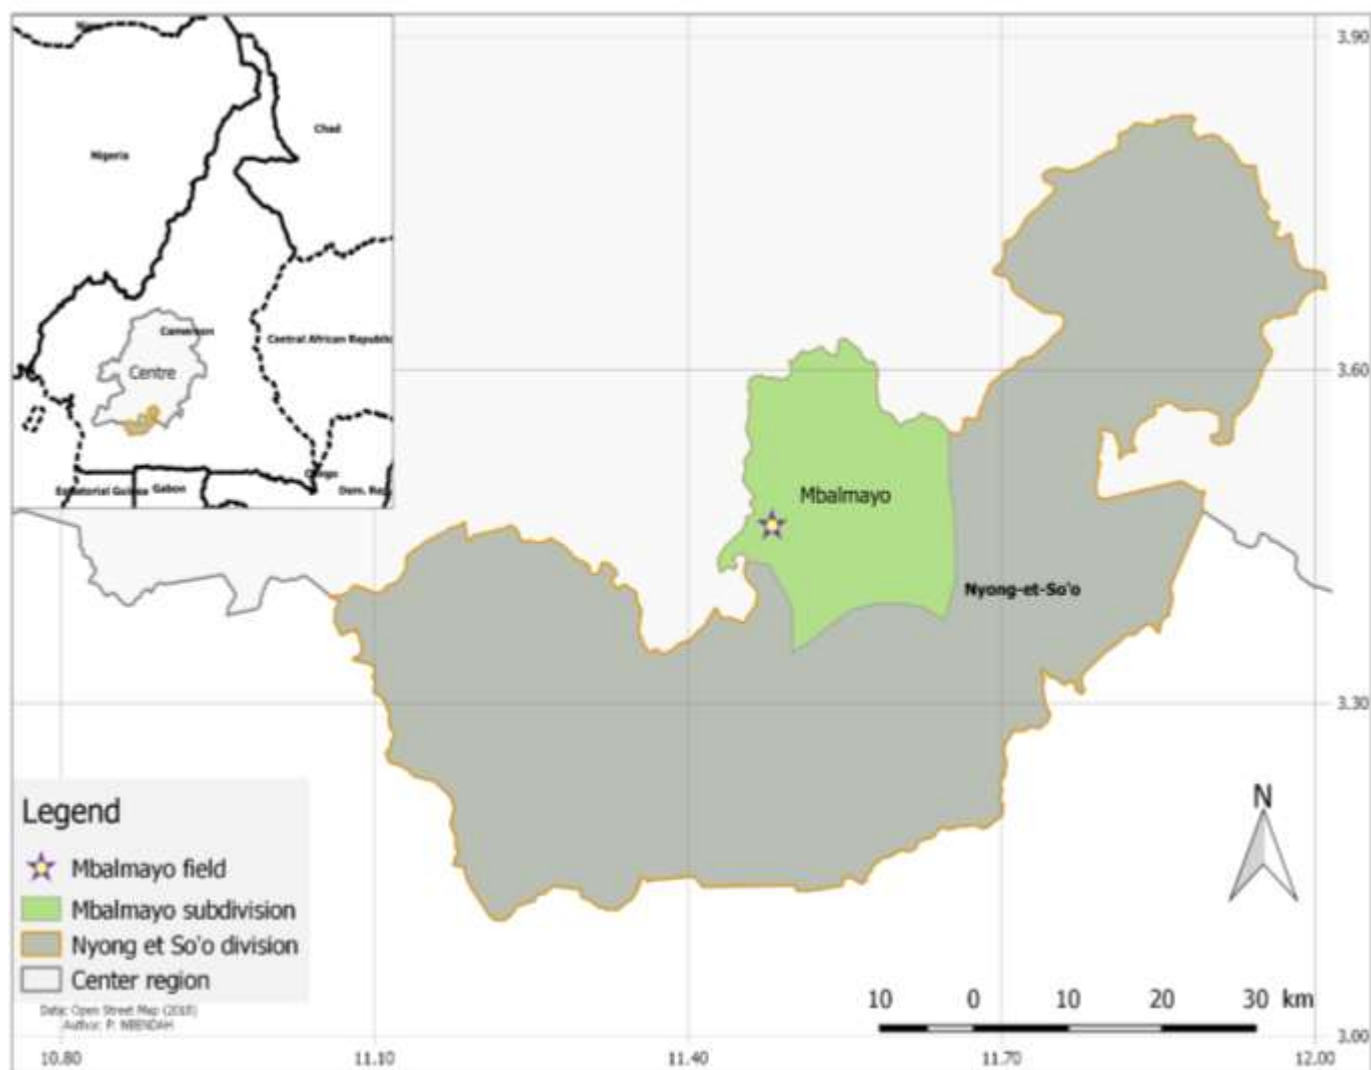 Chad
Nigeria
Cameroon
Central African Republic
Centre
Equatorial Guinea
Gabon
Congo
Dem. Rep
3.90
3.60
3.30
3.00
Mbalmayo
Nyong-et-So'o
N
Legend
Mbalmayo field
Mbalmayo subdivision
Nyong et So'o division
Center region
Data: Open Street Map (2018)
10 0 10 20 30 km
10.80 11.10 11.40 11.70 12.00